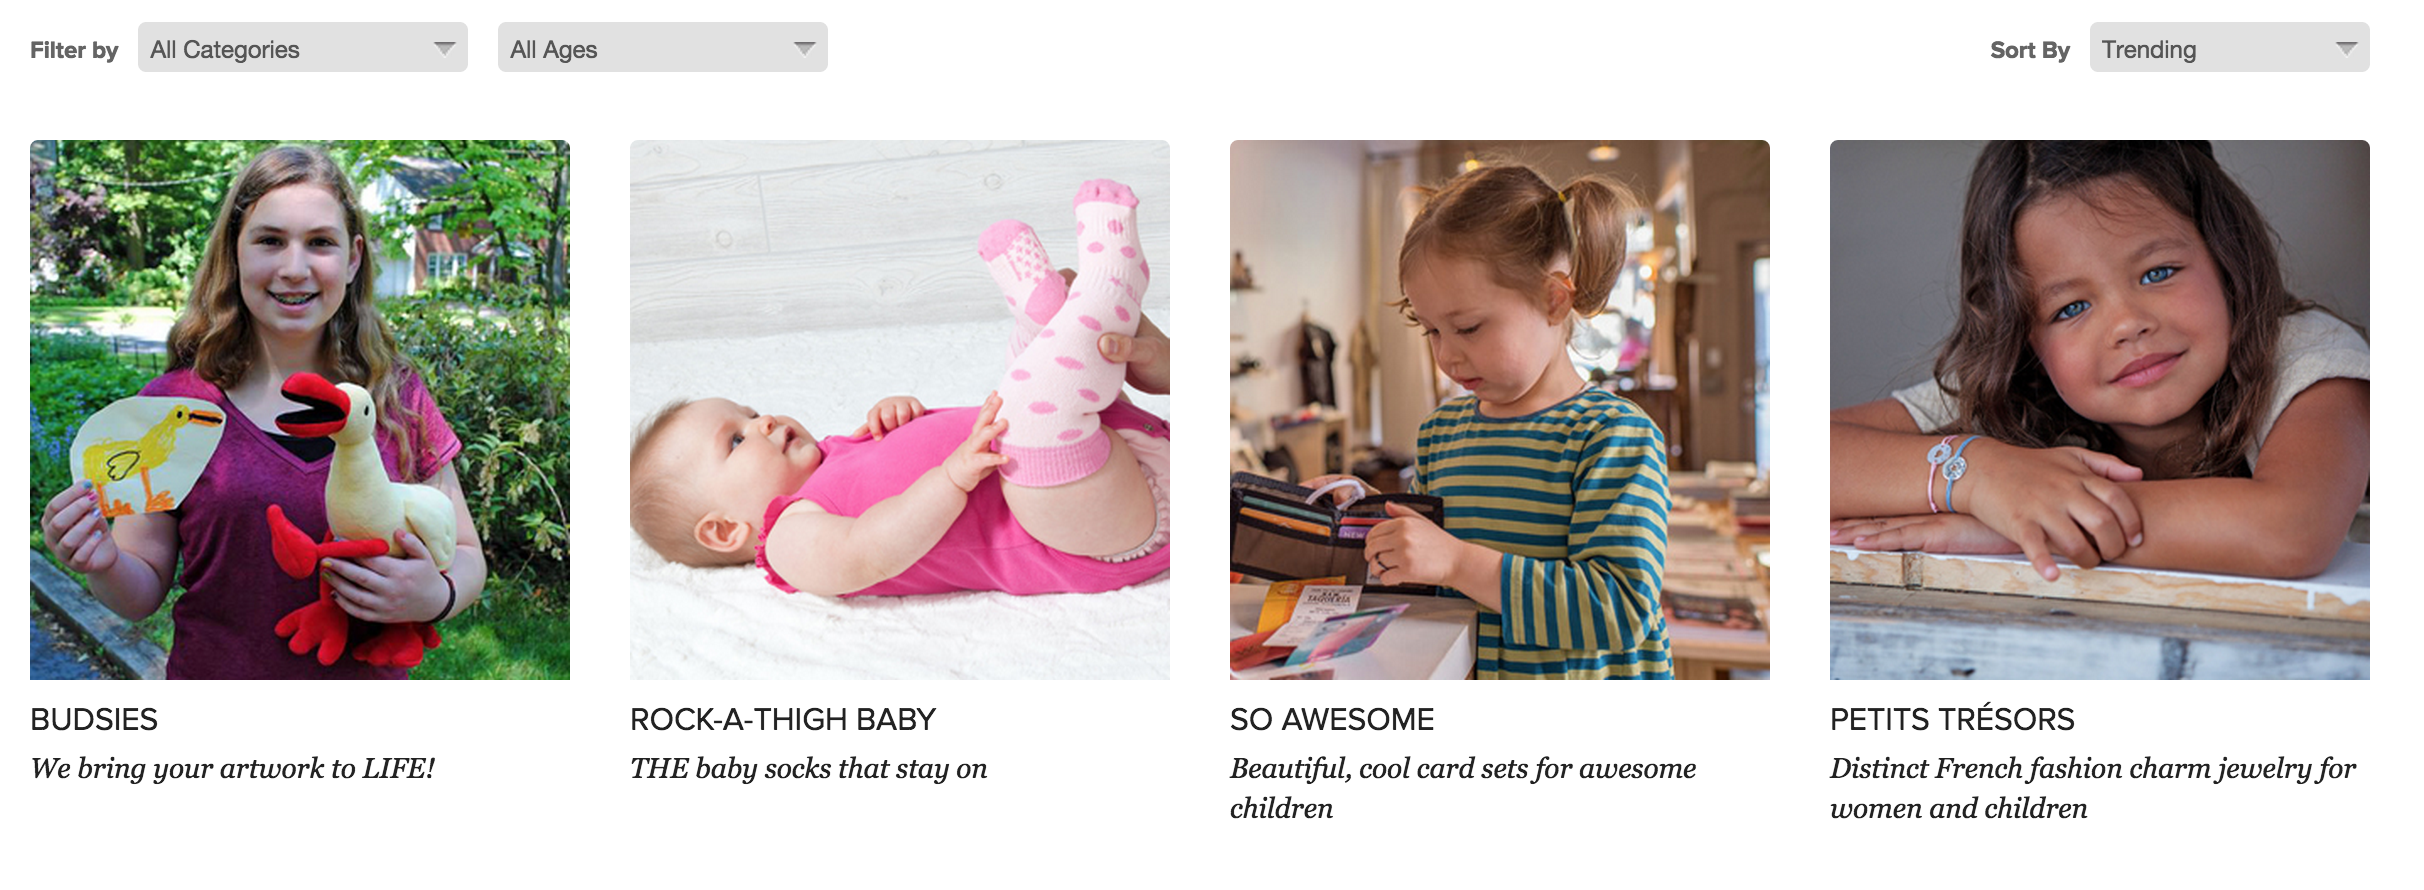 Filter by All Categories All Ages Sort By Trending
NEW
TAQUERIA
BUDSIES
We bring your artwork to LIFE!
ROCK-A-THIGH BABY
THE baby socks that stay on
SO AWESOME
Beautiful, cool card sets for awesome
children
PETITS TRÉSORS
Distinct French fashion charm jewelry for
women and children